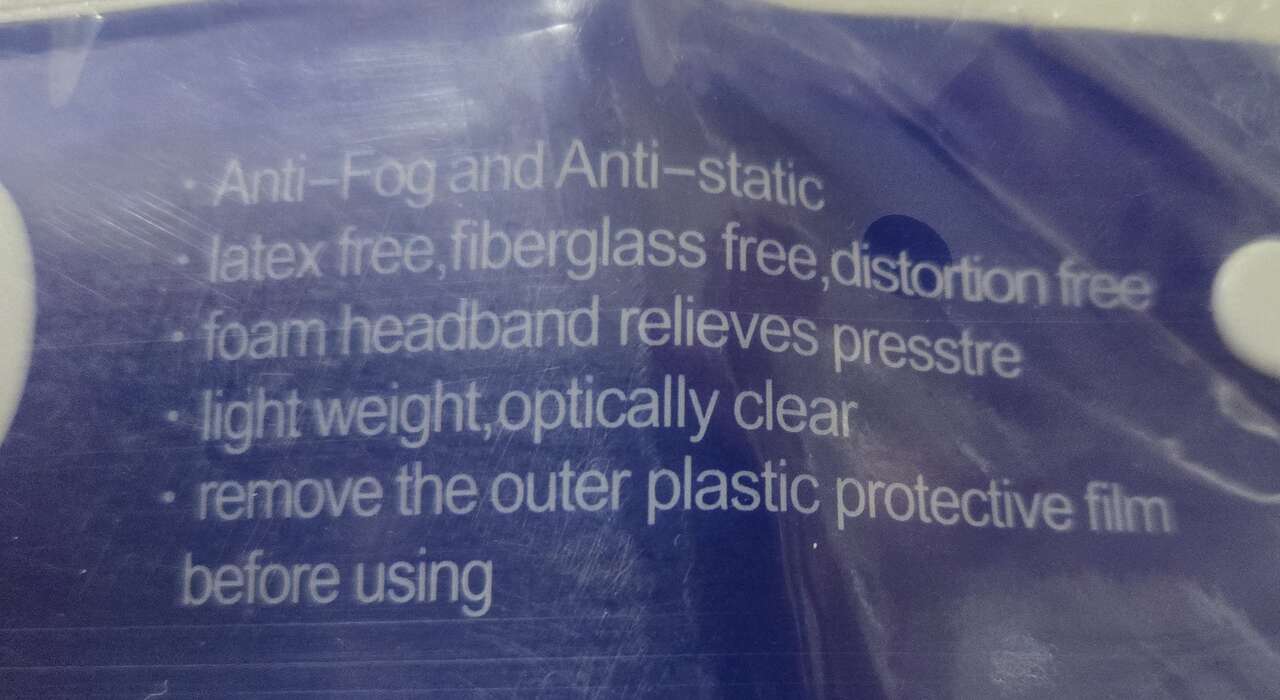 · Anti–Fog and Anti–static
· latex free,fiberglass free,distortion free
· foam headband relieves presstre
· light weight,optically clear
· remove the outer plastic protective film
before using